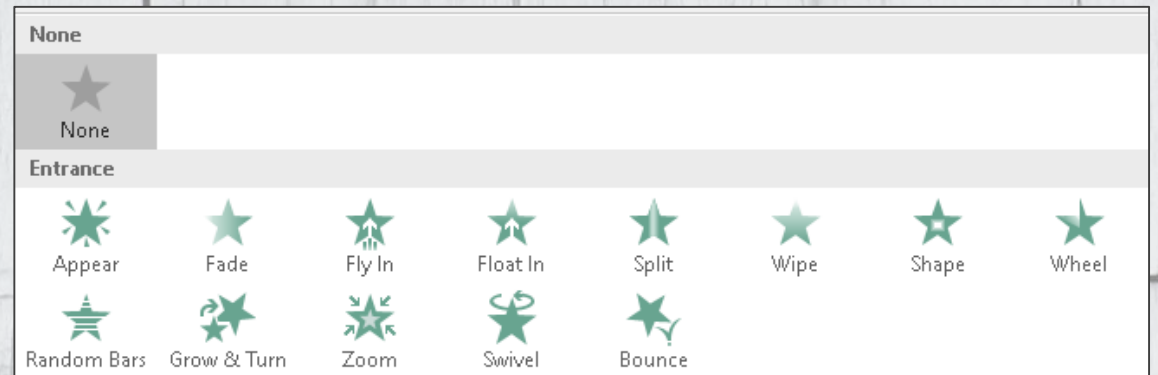 None
None
Entrance
Appear Fade Fly In Float In Split Wipe Shape Wheel
Random Bars Grow & Turn Zoom Swivel Bounce